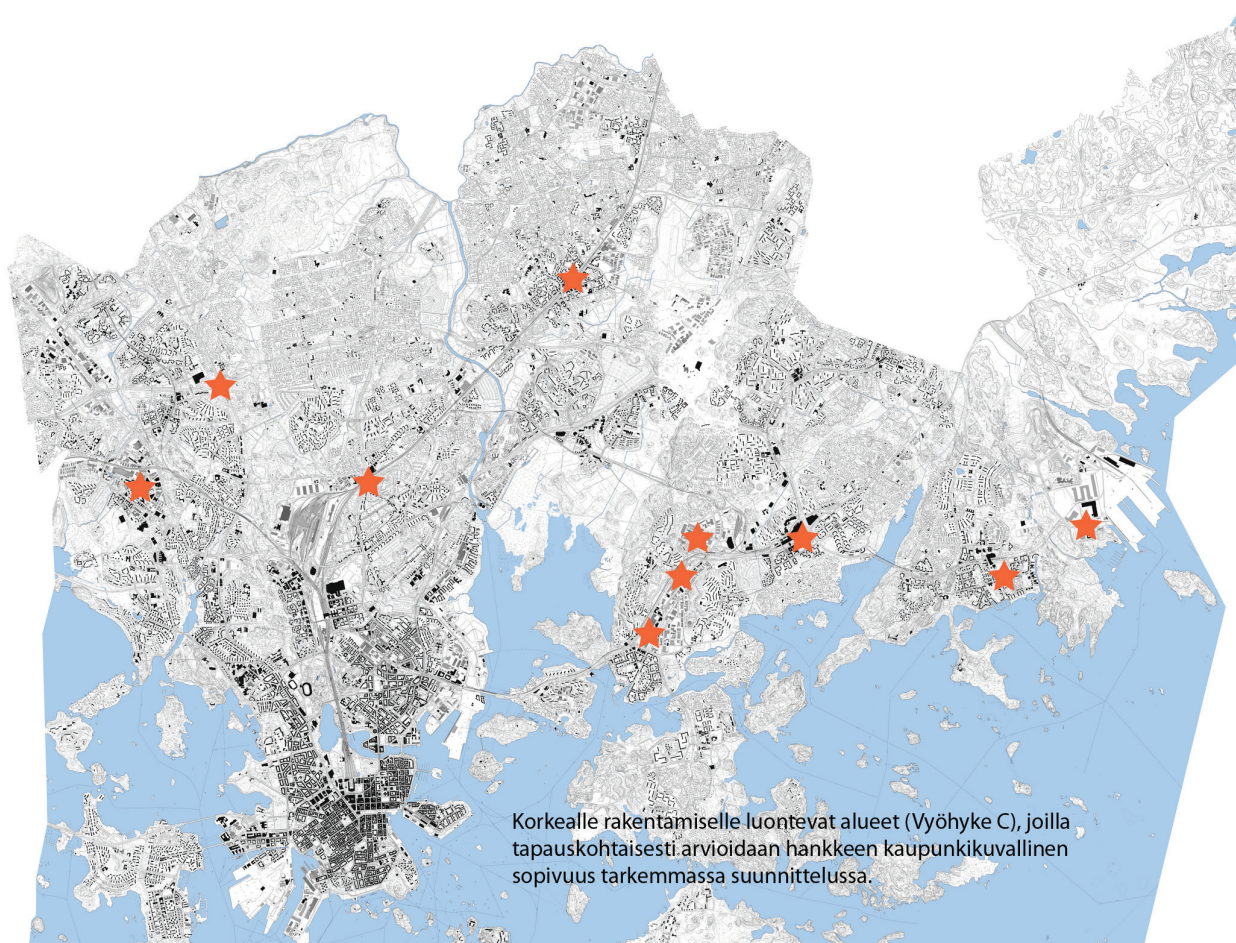 Korkealle rakentamiselle luontevat alueet (Vyöhyke C), joilla
tapauskohtaisesti arvioidaan hankkeen kaupunkikuvallinen
sopivuus tarkemmassa suunnittelussa.